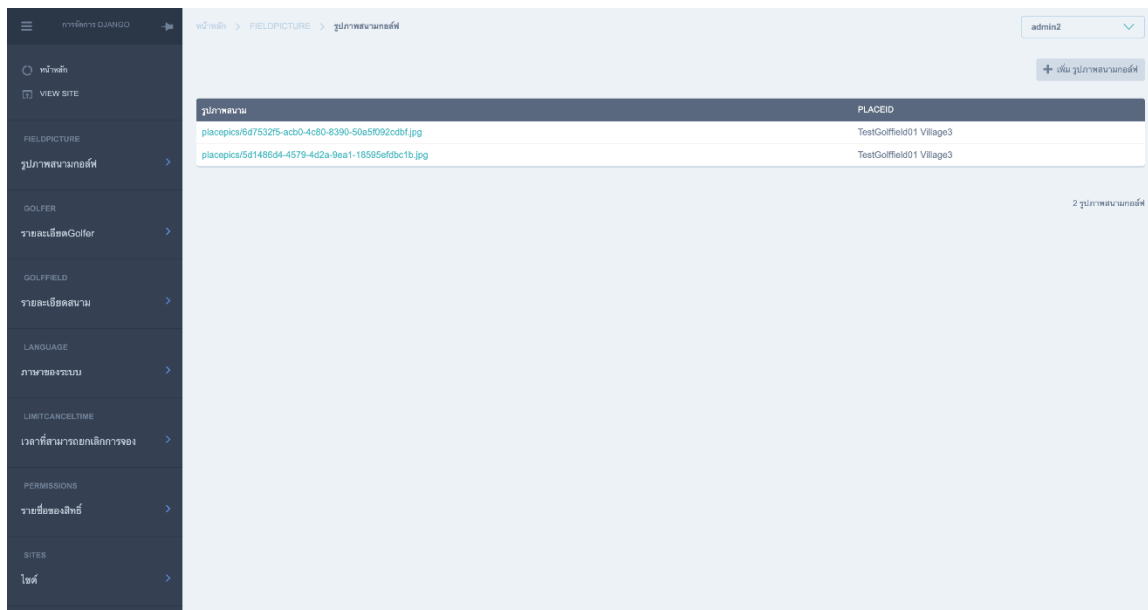 การจัดการ DJANGO
หน้าหลัก > FIELDPICTURE > รูปภาพสนามกอล์ฟ
admin2
หน้าหลัก
VIEW SITE
เพิ่ม รูปภาพสนามกอล์ฟ
รูปภาพสนาม PLACEID
placepics/6d7532f5-acb0-4c80-8390-50a5f092cdbf.jpg TestGolffield01 Village3
placepics/5d1486d4-4579-4d2a-9ea1-18595efdbc1b.jpg TestGolffield01 Village3
2 รูปภาพสนามกอล์ฟ
FIELDPICTURE
รูปภาพสนามกอล์ฟ
GOLFER
รายละเอียดGolfer
GOLFFIELD
รายละเอียดสนาม
LANGUAGE
ภาษาของระบบ
LIMITCANCELTIME
เวลาที่สามารถยกเลิกการจอง
PERMISSIONS
รายชื่อของสิทธิ์
SITES
ไซต์